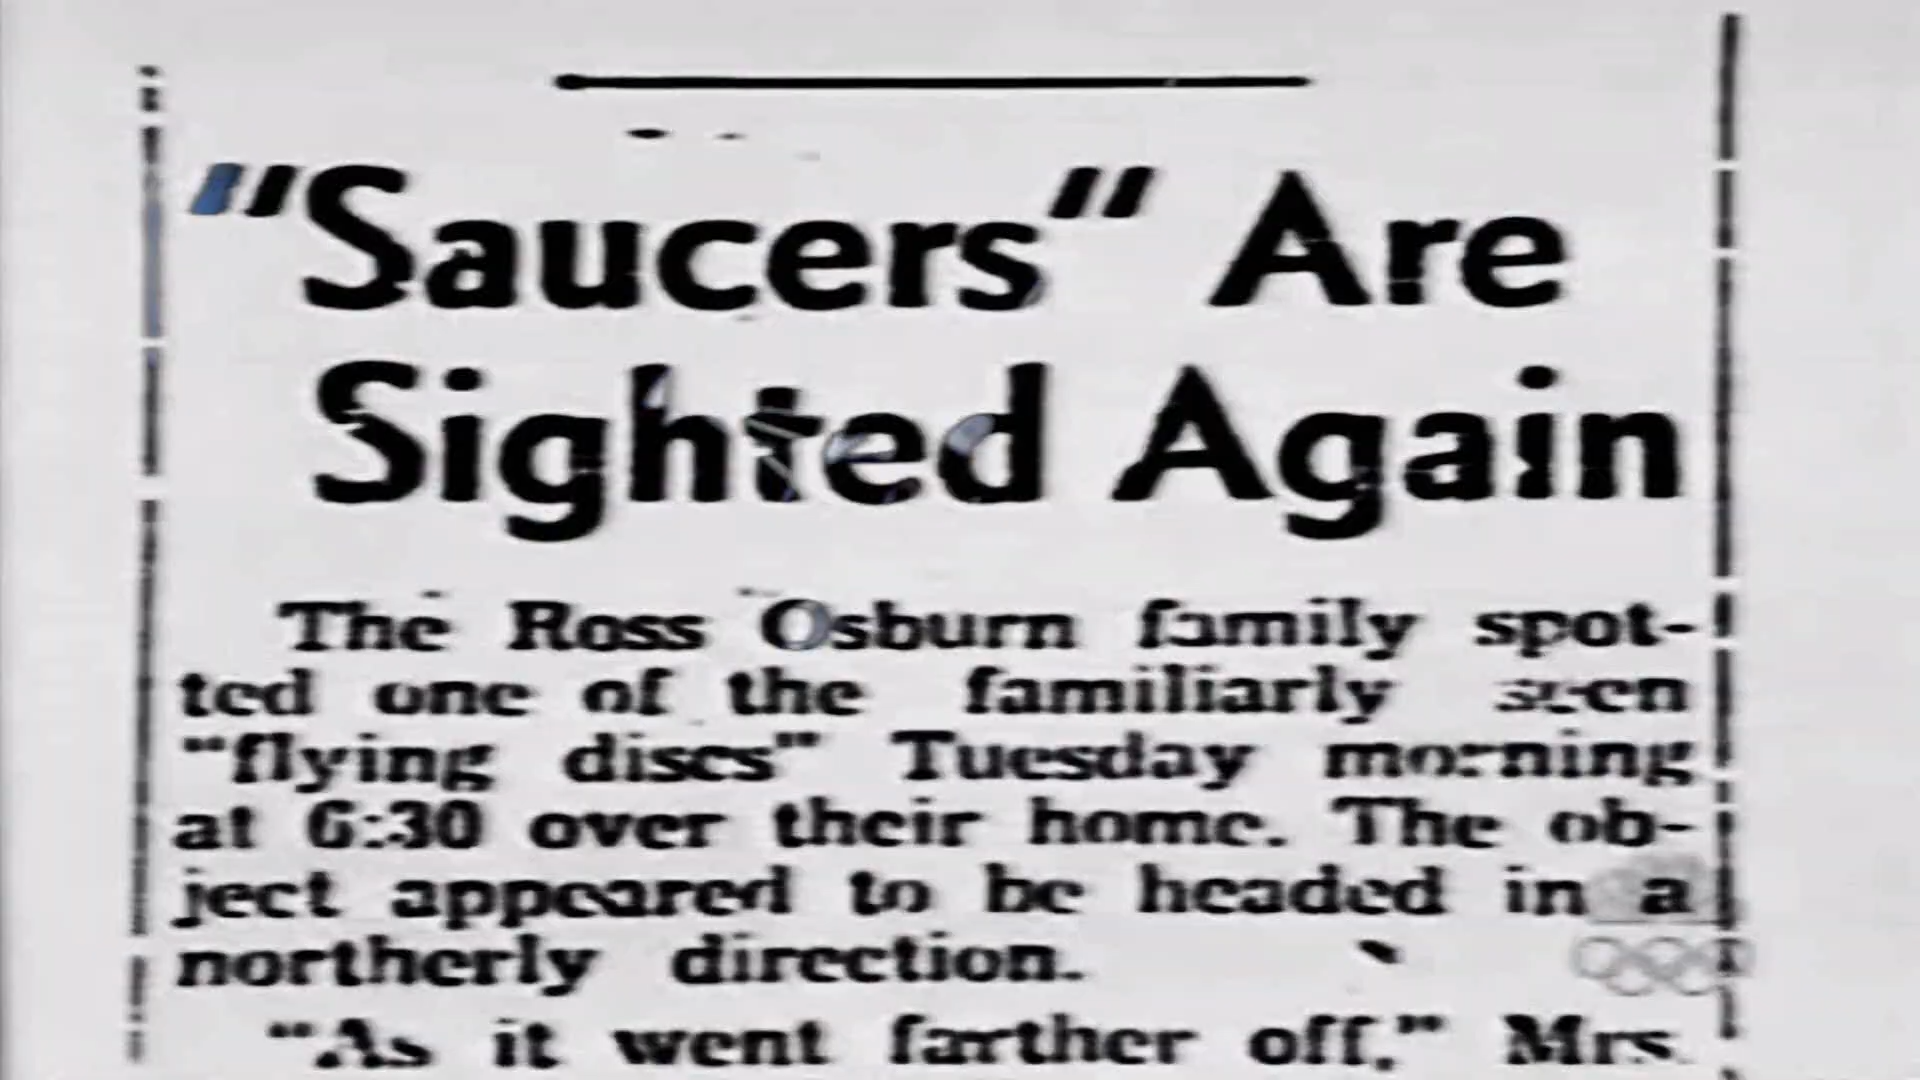 "Saucers" Are
Sighted Again
The Ross Osburn family spot-
ted one of the familiarly seen
"flying discs" Tuesday morning
at 6:30 over their home. The ob-
ject appeared to be headed in a
northerly direction.
"As it went farther off," Mrs.